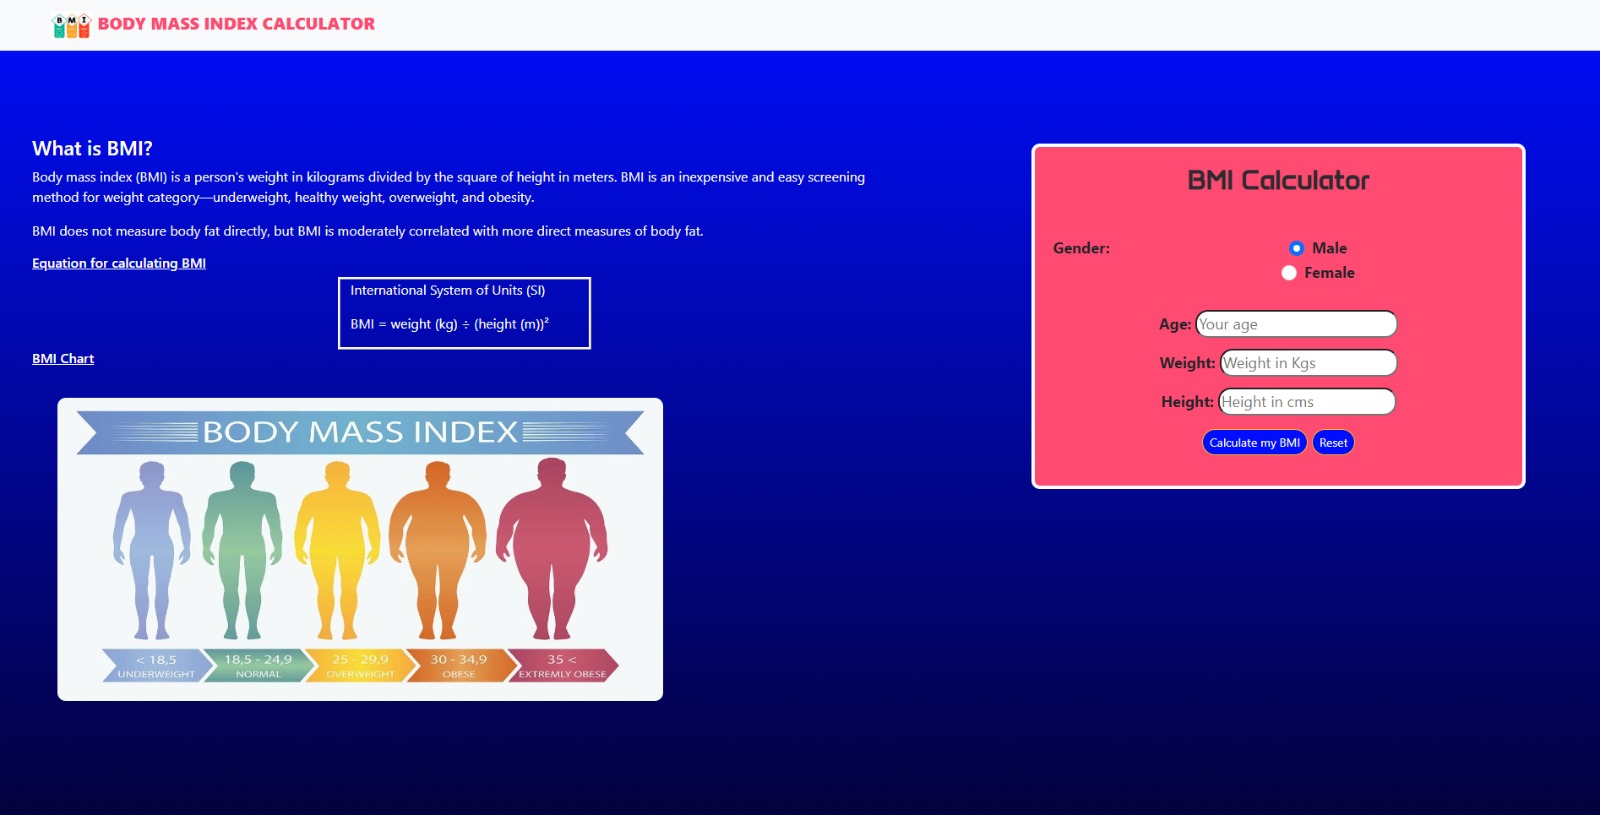 BMI
BODY MASS INDEX CALCULATOR
What is BMI?
Body mass index (BMI) is a person's weight in kilograms divided by the square of height in meters. BMI is an inexpensive and easy screening
method for weight category—underweight, healthy weight, overweight, and obesity.
BMI does not measure body fat directly, but BMI is moderately correlated with more direct measures of body fat.
Equation for calculating BMI
International System of Units (SI)
BMI = weight (kg) ÷ (height (m))²
BMI Chart
BODY MASS INDEX
< 18,5
UNDERWEIGHT
18,5 - 24,9
NORMAL
25 - 29,9
OVERWEIGHT
30 - 34,9
OBESE
35 <
EXTREMLY OBESE
BMI Calculator
Gender:
Male
Female
Age: Your age
Weight: Weight in Kgs
Height: Height in cms
Calculate my BMI Reset